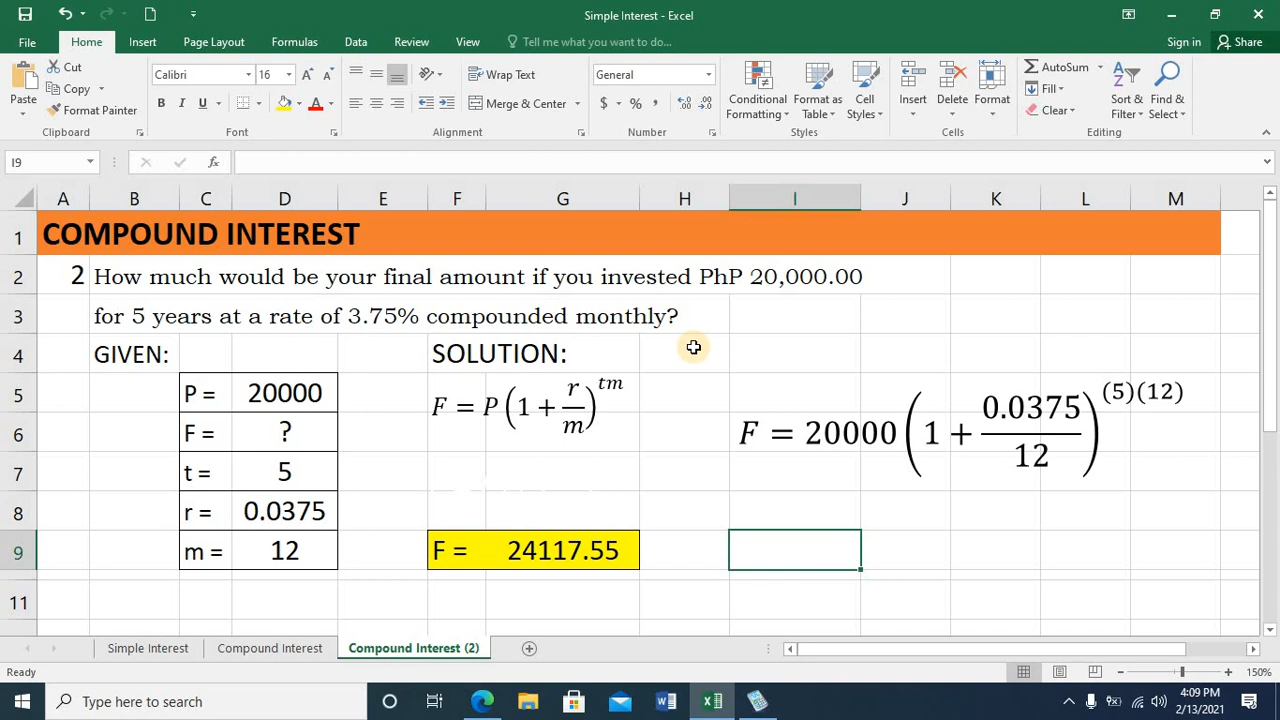 Simple Interest - Excel
File Home Insert Page Layout Formulas Data Review View Tell me what you want to do... Sign in Share
Paste Cut Copy Format Painter Clipboard
Calibri 16 A A B I U A Font
Wrap Text Merge & Center Alignment
General $ % , Number
Conditional Formatting Format as Table Cell Styles Styles
Insert Delete Format Cells
AutoSum Fill Clear Sort & Filter Find & Select Editing
I9 fx
A B C D E F G H I J K L M
1 COMPOUND INTEREST
2 2 How much would be your final amount if you invested PhP 20,000.00
3 for 5 years at a rate of 3.75% compounded monthly?
4 GIVEN: SOLUTION:
5 P = 20000
6 F = ?
7 t = 5
8 r = 0.0375
9 m = 12 F = 24117.55
11
F = P(1 + r/m)^tm
F = 20000(1 + 0.0375/12)^(5)(12)
Simple Interest Compound Interest Compound Interest (2)
Ready 150%
Type here to search
4:09 PM
2/13/2021